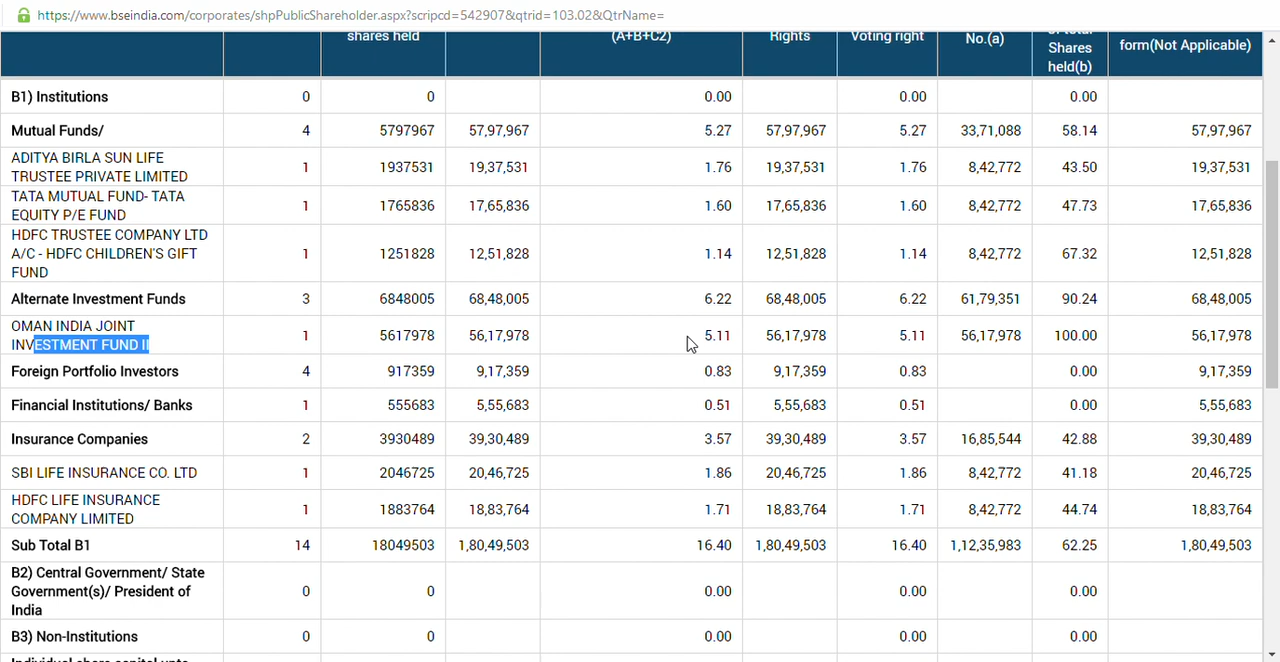 https://www.bseindia.com/corporates/shpPublicShareholder.aspx?scripcd=542907&qtrid=103.02&QtrName=
shares held (A+B+C2) Rights Voting right No.(a) Shares held(b) form(Not Applicable)
B1) Institutions 0 0 0.00 0.00 0.00
Mutual Funds/ 4 5797967 57,97,967 5.27 57,97,967 5.27 33,71,088 58.14 57,97,967
ADITYA BIRLA SUN LIFE
TRUSTEE PRIVATE LIMITED 1 1937531 19,37,531 1.76 19,37,531 1.76 8,42,772 43.50 19,37,531
TATA MUTUAL FUND- TATA
EQUITY P/E FUND 1 1765836 17,65,836 1.60 17,65,836 1.60 8,42,772 47.73 17,65,836
HDFC TRUSTEE COMPANY LTD
A/C - HDFC CHILDREN'S GIFT 1 1251828 12,51,828 1.14 12,51,828 1.14 8,42,772 67.32 12,51,828
FUND
Alternate Investment Funds 3 6848005 68,48,005 6.22 68,48,005 6.22 61,79,351 90.24 68,48,005
OMAN INDIA JOINT
INVESTMENT FUND II 1 5617978 56,17,978 5.11 56,17,978 5.11 56,17,978 100.00 56,17,978
Foreign Portfolio Investors 4 917359 9,17,359 0.83 9,17,359 0.83 0.00 9,17,359
Financial Institutions/ Banks 1 555683 5,55,683 0.51 5,55,683 0.51 0.00 5,55,683
Insurance Companies 2 3930489 39,30,489 3.57 39,30,489 3.57 16,85,544 42.88 39,30,489
SBI LIFE INSURANCE CO. LTD 1 2046725 20,46,725 1.86 20,46,725 1.86 8,42,772 41.18 20,46,725
HDFC LIFE INSURANCE
COMPANY LIMITED 1 1883764 18,83,764 1.71 18,83,764 1.71 8,42,772 44.74 18,83,764
Sub Total B1 14 18049503 1,80,49,503 16.40 1,80,49,503 16.40 1,12,35,983 62.25 1,80,49,503
B2) Central Government/ State
Government(s)/ President of 0 0 0.00 0.00 0.00
India
B3) Non-Institutions 0 0 0.00 0.00 0.00